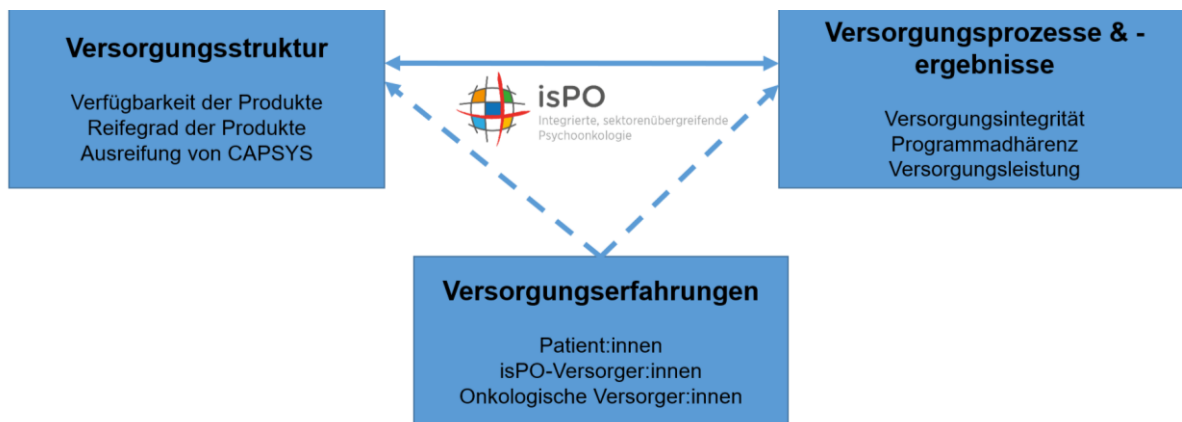 Versorgungsstruktur
Verfügbarkeit der Produkte
Reifegrad der Produkte
Ausreifung von CAPSYS
isPO
Integrierte, sektorenübergreifende
Psychoonkologie
Versorgungsprozesse & -
ergebnisse
Versorgungsintegrität
Programmadhärenz
Versorgungsleistung
Versorgungserfahrungen
Patient:innen
isPO-Versorger:innen
Onkologische Versorger:innen